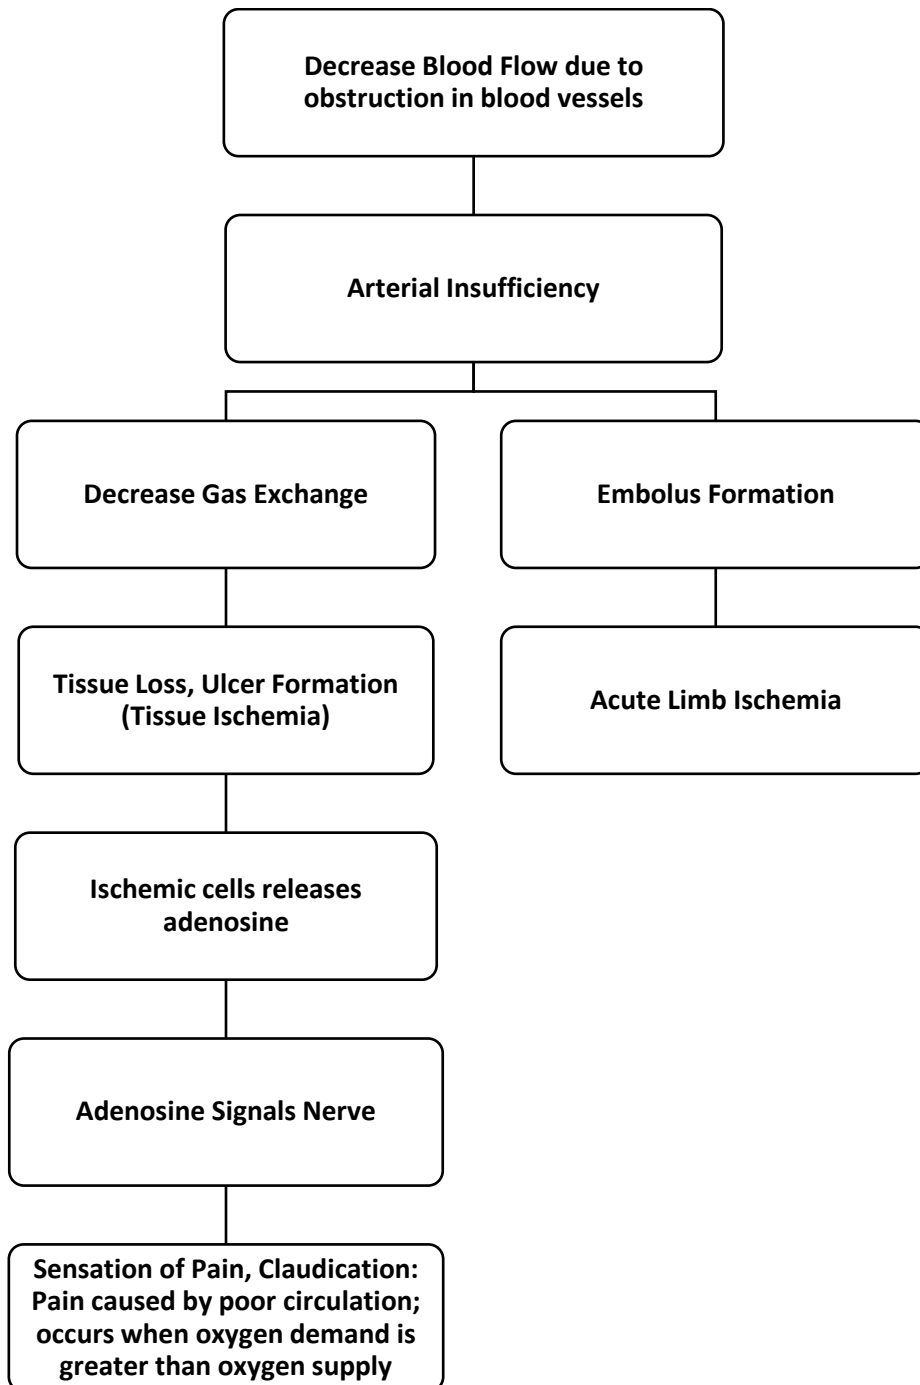 Decrease Blood Flow due to
obstruction in blood vessels
Arterial Insufficiency
Decrease Gas Exchange
Embolus Formation
Tissue Loss, Ulcer Formation
(Tissue Ischemia)
Acute Limb Ischemia
Ischemic cells releases
adenosine
Adenosine Signals Nerve
Sensation of Pain, Claudication:
Pain caused by poor circulation;
occurs when oxygen demand is
greater than oxygen supply